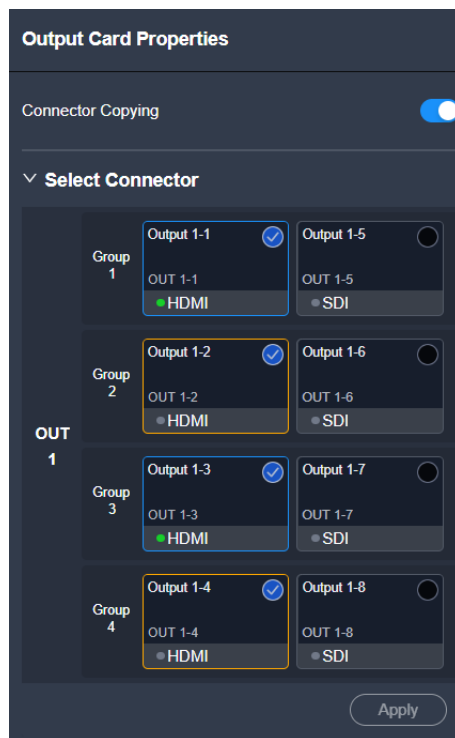 Output Card Properties
Connector Copying
Select Connector
OUT
1
Group
1
Output 1-1
OUT 1-1
HDMI
Output 1-5
OUT 1-5
SDI
Group
2
Output 1-2
OUT 1-2
HDMI
Output 1-6
OUT 1-6
SDI
Group
3
Output 1-3
OUT 1-3
HDMI
Output 1-7
OUT 1-7
SDI
Group
4
Output 1-4
OUT 1-4
HDMI
Output 1-8
OUT 1-8
SDI
Apply